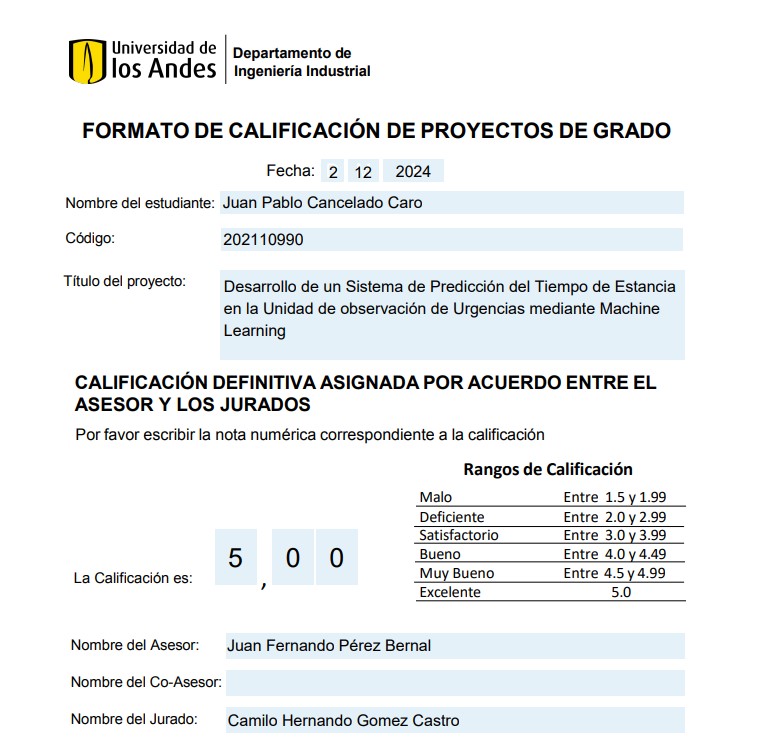 Universidad de
los Andes
Departamento de
Ingeniería Industrial
FORMATO DE CALIFICACIÓN DE PROYECTOS DE GRADO
Fecha: 2 12 2024
Nombre del estudiante: Juan Pablo Cancelado Caro
Código: 202110990
Título del proyecto: Desarrollo de un Sistema de Predicción del Tiempo de Estancia
en la Unidad de observación de Urgencias mediante Machine
Learning
CALIFICACIÓN DEFINITIVA ASIGNADA POR ACUERDO ENTRE EL
ASESOR Y LOS JURADOS
Por favor escribir la nota numérica correspondiente a la calificación
Rangos de Calificación
Malo Entre 1.5 y 1.99
Deficiente Entre 2.0 y 2.99
Satisfactorio Entre 3.0 y 3.99
Bueno Entre 4.0 y 4.49
Muy Bueno Entre 4.5 y 4.99
Excelente 5.0
La Calificación es: 5 , 0 0
Nombre del Asesor: Juan Fernando Pérez Bernal
Nombre del Co-Asesor:
Nombre del Jurado: Camilo Hernando Gomez Castro